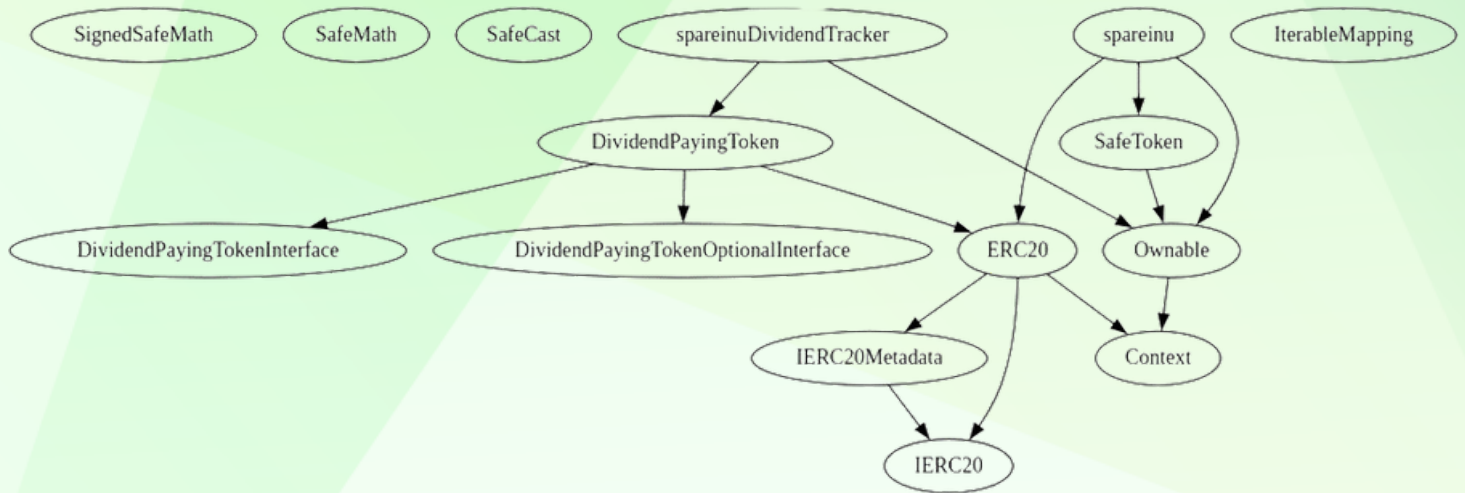 SignedSafeMath
SafeMath
SafeCast
spareinuDividendTracker
spareinu
IterableMapping
DividendPayingToken
SafeToken
DividendPayingTokenInterface
DividendPayingTokenOptionalInterface
ERC20
Ownable
IERC20Metadata
Context
IERC20